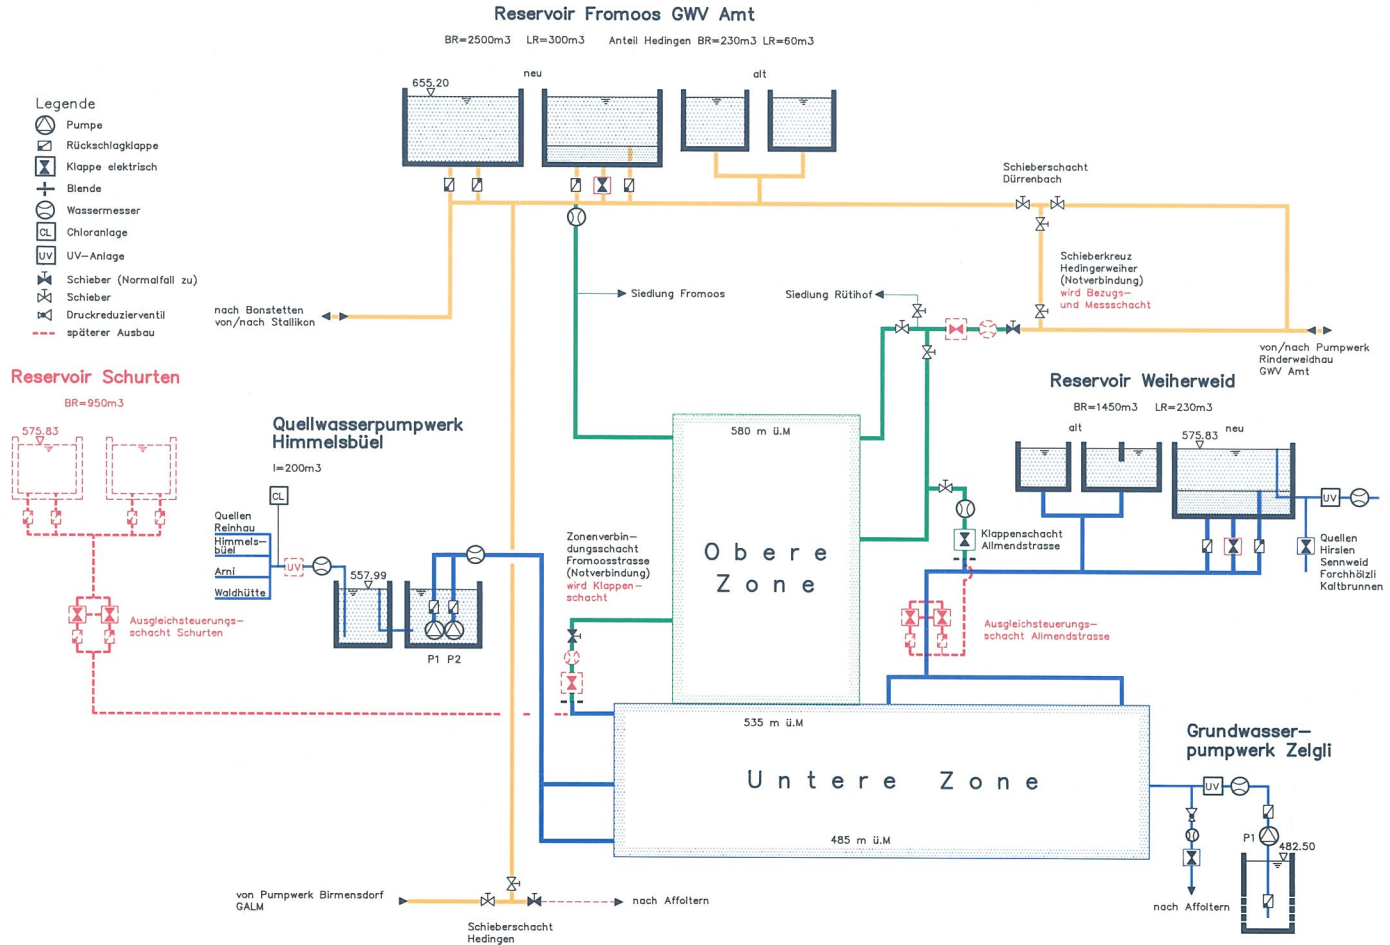 Reservoir Fromoos GWV Amt
BR=2500m3 LR=300m3 Anteil Hedingen BR=230m3 LR=60m3
neu
alt
655.20
Legende
Pumpe
Rückschlagklappe
Klappe elektrisch
Blende
Wassermesser
CL Chloranlage
UV UV-Anlage
Schieber (Normalfall zu)
Schieber
Druckreduzierventil
späterer Ausbau
Schieberschacht
Dürrenbach
Schieberkreuz
Hedingerweiher
(Notverbindung)
wird Bezugs-
und Messschacht
nach Bonstetten
von/nach Stallikon
Siedlung Fromoos
Siedlung Rütihof
von/nach Pumpwerk
Rinderweidhau
GWV Amt
Reservoir Schurten
BR=950m3
575.83
Quellwasserpumpwerk
Himmelsbüel
I=200m3
CL
Quellen
Reinhau
Himmels-
büel
Arni
Waldhütte
UV
557.99
P1 P2
Ausgleichsteuerungs-
schacht Schurten
Reservoir Weiherweid
BR=1450m3 LR=230m3
alt
neu
575.83
UV
Quellen
Hirslen
Sennweid
Forchhölzli
Kaltbrunnen
580 m ü.M
Obere
Zone
Klappenschacht
Allmendstrasse
Zonenverbin-
dungsschacht
Fromoosstrasse
(Notverbindung)
wird Klappen-
schacht
Ausgleichsteuerungs-
schacht Allmendstrasse
535 m ü.M
Untere Zone
485 m ü.M
Grundwasser-
pumpwerk Zelgli
UV
P1
482.50
nach Affoltern
von Pumpwerk Birmensdorf
GALM
nach Affoltern
Schieberschacht
Hedingen